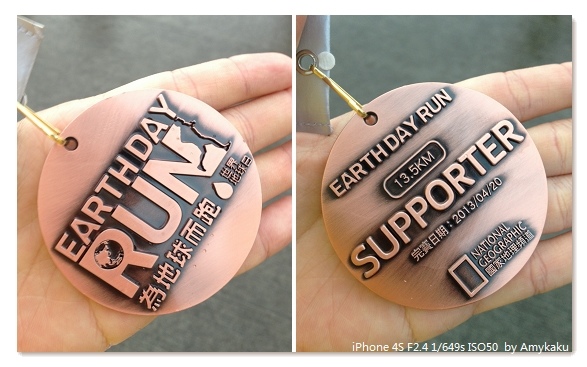 EARTH DAY
RUN
世界
地球日
為地球而跑
EARTH DAY RUN
13.5KM
SUPPORTER
完賽日期：2013/04/20
NATIONAL
GEOGRAPHIC
國家地理頻道
iPhone 4S F2.4 1/649s ISO50 by Amykaku